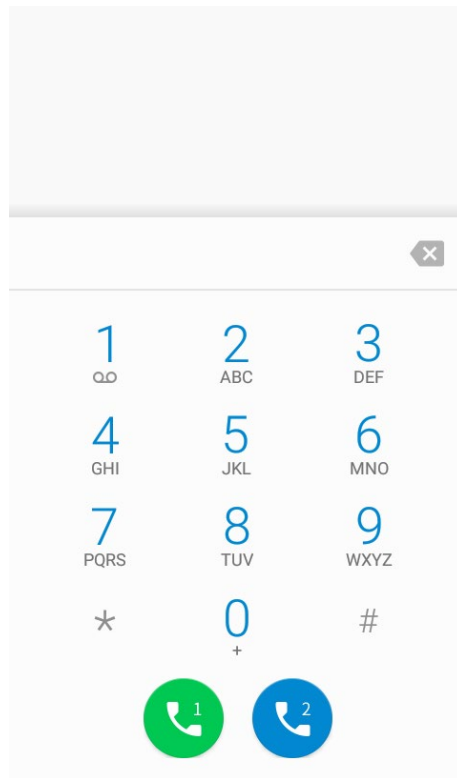 1 2 3
ABC DEF
4 5 6
GHI JKL MNO
7 8 9
PQRS TUV WXYZ
* 0 #
+
1 2